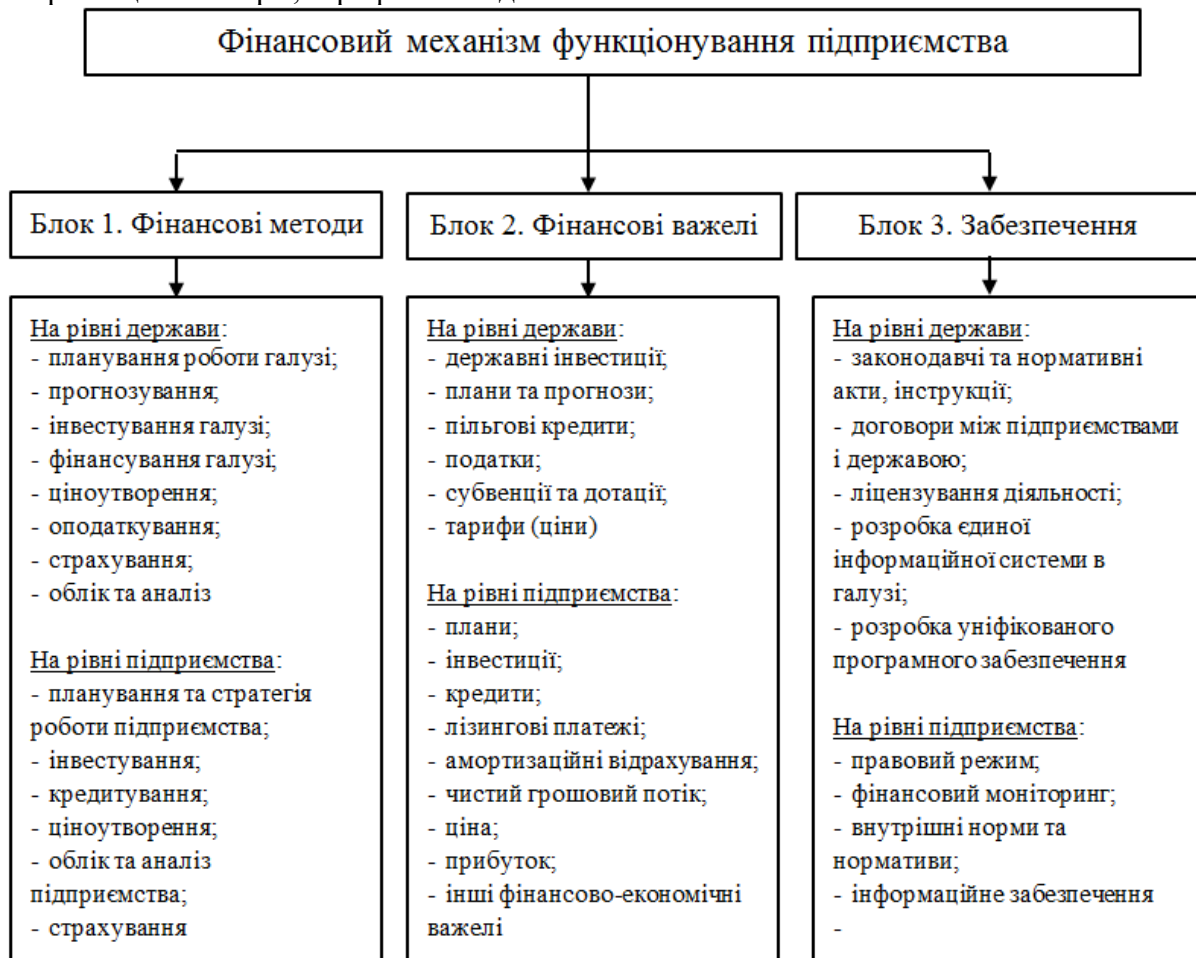 Фінансовий механізм функціонування підприємства
Блок 1. Фінансові методи
На рівні держави:
- планування роботи галузі;
- прогнозування;
- інвестування галузі;
- фінансування галузі;
- ціноутворення;
- оподаткування;
- страхування;
- облік та аналіз
На рівні підприємства:
- планування та стратегія
роботи підприємства;
- інвестування;
- кредитування;
- ціноутворення;
- облік та аналіз
підприємства;
- страхування
Блок 2. Фінансові важелі
На рівні держави:
- державні інвестиції;
- плани та прогнози;
- пільгові кредити;
- податки;
- субвенції та дотації;
- тарифи (ціни)
На рівні підприємства:
- плани;
- інвестиції;
- кредити;
- лізингові платежі;
- амортизаційні відрахування;
- чистий грошовий потік;
- ціна;
- прибуток;
- інші фінансово-економічні
важелі
Блок 3. Забезпечення
На рівні держави:
- законодавчі та нормативні
акти, інструкції;
- договори між підприємствами
і державою;
- ліцензування діяльності;
- розробка єдиної
інформаційної системи в
галузі;
- розробка уніфікованого
програмного забезпечення
На рівні підприємства:
- правовий режим;
- фінансовий моніторинг;
- внутрішні норми та
нормативи;
- інформаційне забезпечення
-